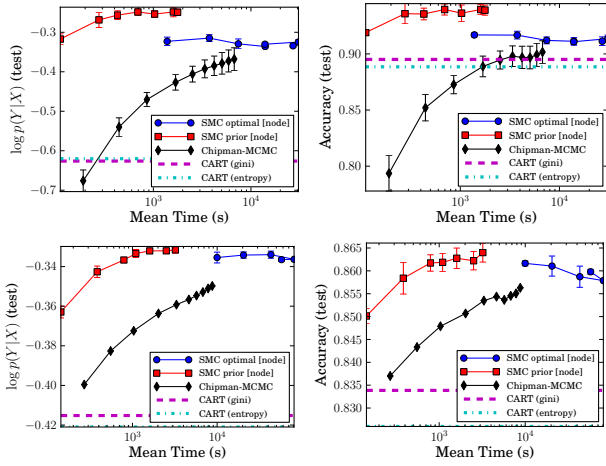 −0.2
−0.3
−0.4
−0.5
−0.6
−0.7
log p(Y|X) (test)
10³ 10⁴
Mean Time (s)
SMC optimal [node]
SMC prior [node]
Chipman-MCMC
CART (gini)
CART (entropy)
0.90
0.85
0.80
Accuracy (test)
10³ 10⁴
Mean Time (s)
SMC optimal [node]
SMC prior [node]
Chipman-MCMC
CART (gini)
CART (entropy)
−0.34
−0.36
−0.38
−0.40
−0.42
log p(Y|X) (test)
10³ 10⁴
Mean Time (s)
SMC optimal [node]
SMC prior [node]
Chipman-MCMC
CART (gini)
CART (entropy)
0.865
0.860
0.855
0.850
0.845
0.840
0.835
0.830
Accuracy (test)
10³ 10⁴
Mean Time (s)
SMC optimal [node]
SMC prior [node]
Chipman-MCMC
CART (gini)
CART (entropy)